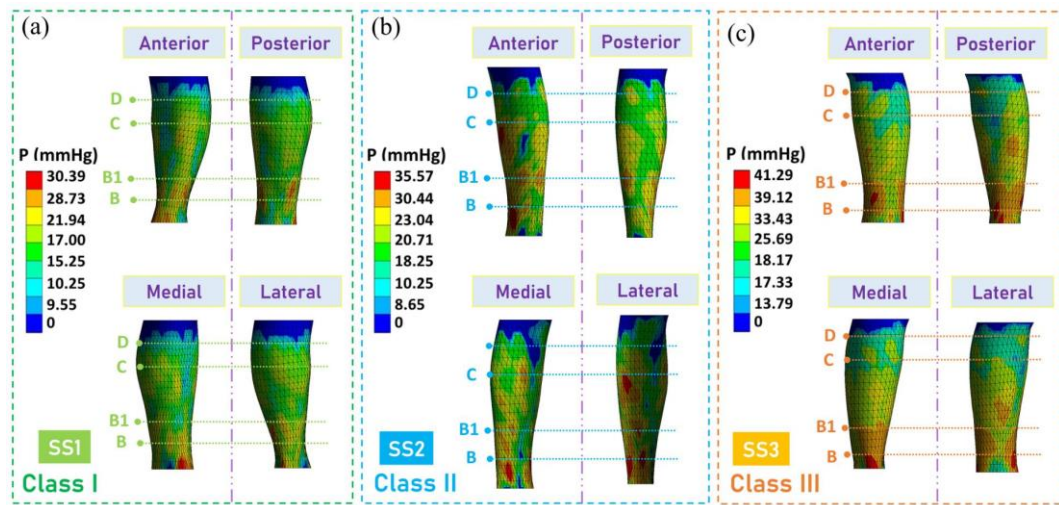 (a)
Anterior
Posterior
D
C
P (mmHg)
30.39
28.73
21.94
17.00
15.25
10.25
9.55
0
B1
B
Medial
Lateral
D
C
B1
B
SS1
Class I
(b)
Anterior
Posterior
D
C
P (mmHg)
35.57
30.44
23.04
20.71
18.25
10.25
8.65
0
B1
B
Medial
Lateral
C
B1
B
SS2
Class II
(c)
Anterior
Posterior
D
C
P (mmHg)
41.29
39.12
33.43
25.69
18.17
17.33
13.79
0
B1
B
Medial
Lateral
D
C
B1
B
SS3
Class III